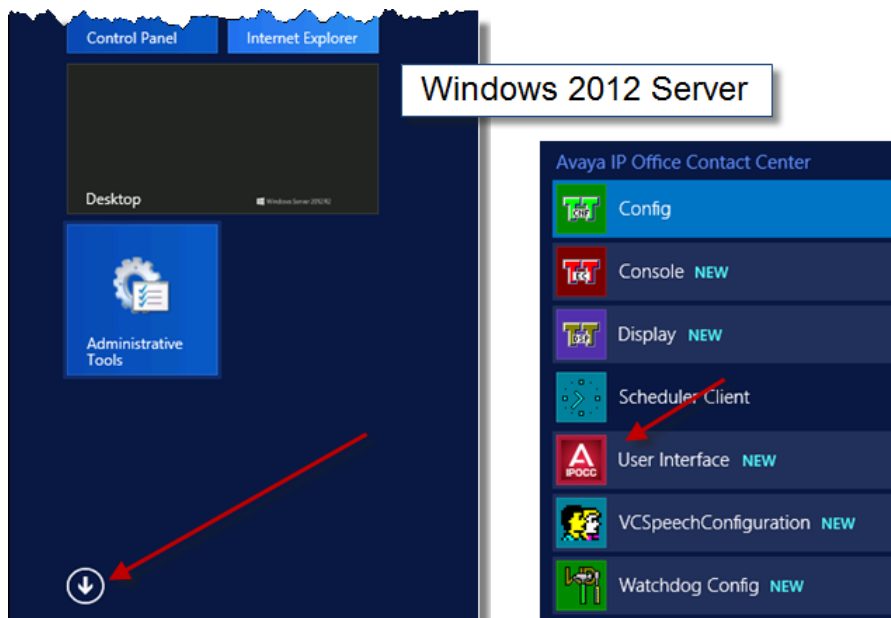 Control Panel
Internet Explorer
Windows 2012 Server
Desktop
Windows Server 2012 R2
Administrative
Tools
Avaya IP Office Contact Center
Config
Console NEW
Display NEW
Scheduler Client
IPOCC
User Interface NEW
VCSpeechConfiguration NEW
Watchdog Config NEW